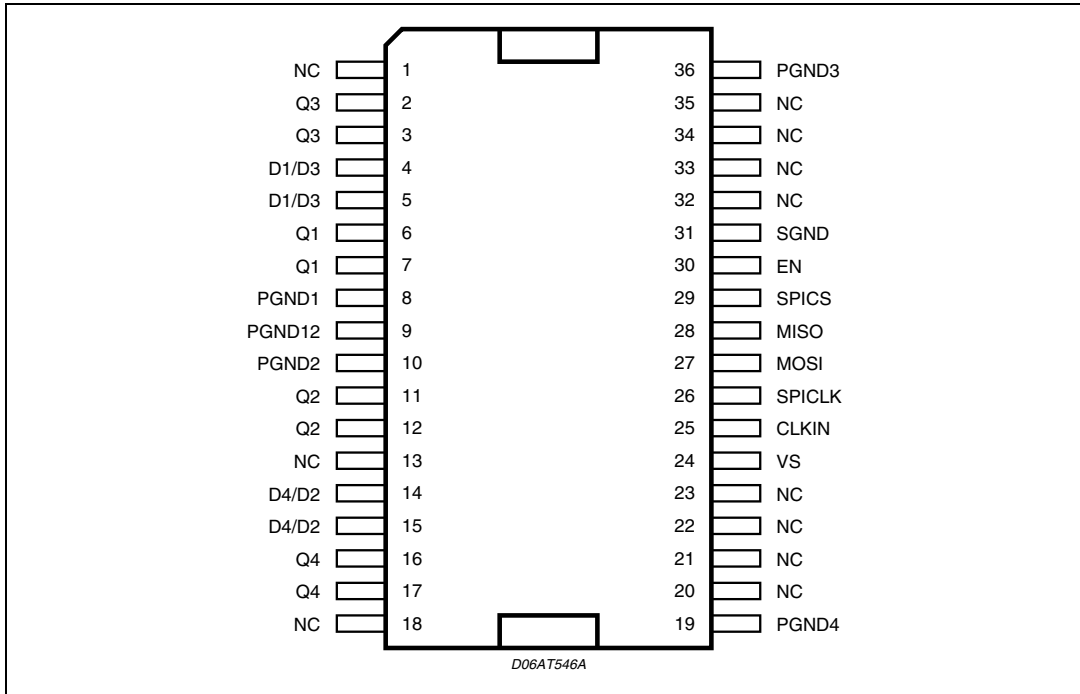 NC 1 36 PGND3
Q3 2 35 NC
Q3 3 34 NC
D1/D3 4 33 NC
D1/D3 5 32 NC
Q1 6 31 SGND
Q1 7 30 EN
PGND1 8 29 SPICS
PGND12 9 28 MISO
PGND2 10 27 MOSI
Q2 11 26 SPICLK
Q2 12 25 CLKIN
NC 13 24 VS
D4/D2 14 23 NC
D4/D2 15 22 NC
Q4 16 21 NC
Q4 17 20 NC
NC 18 19 PGND4
D06AT546A